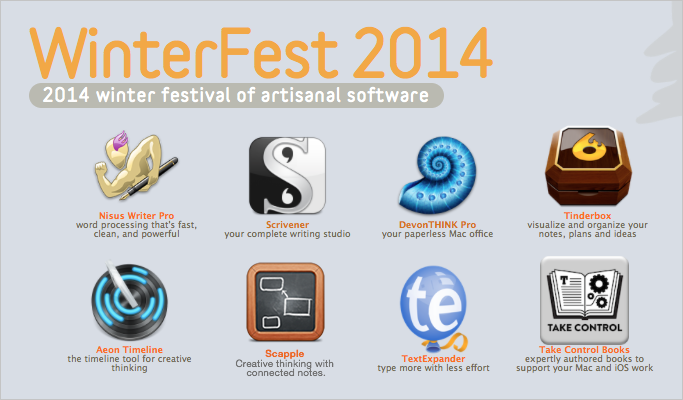 WinterFest 2014
2014 winter festival of artisanal software
Nisus Writer Pro
word processing that's fast,
clean, and powerful
Scrivener
your complete writing studio
DevonTHINK Pro
your paperless Mac office
6
Tinderbox
visualize and organize your
notes, plans and ideas
Aeon Timeline
the timeline tool for creative
thinking
Scapple
Creative thinking with
connected notes.
te
TextExpander
type more with less effort
T
TAKE CONTROL
Take Control Books
expertly authored books to
support your Mac and iOS work